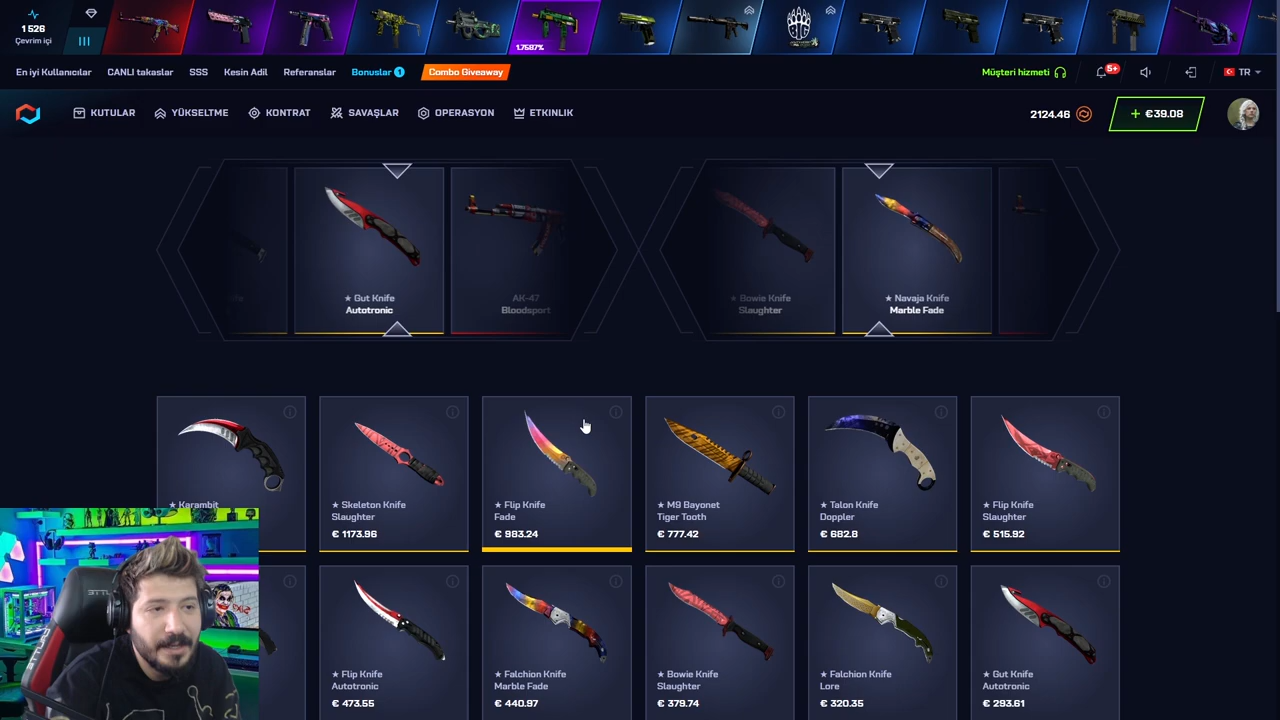 1 526
Çevrim içi
1.7587%
En iyi Kullanıcılar
CANLI takaslar
SSS
Kesin Adil
Referanslar
Bonuslar 1
Combo Giveaway
Müşteri hizmeti
5+
TR
KUTULAR
YÜKSELTME
KONTRAT
SAVAŞLAR
OPERASYON
ETKINLIK
2124.46
+ €39.08
★ Gut Knife
Autotronic
AK-47
Bloodsport
★ Bowie Knife
Slaughter
★ Navaja Knife
Marble Fade
★ Karambit
★ Skeleton Knife
Slaughter
€ 1173.96
★ Flip Knife
Fade
€ 983.24
★ M9 Bayonet
Tiger Tooth
€ 777.42
★ Talon Knife
Doppler
€ 682.8
★ Flip Knife
Slaughter
€ 515.92
★ Flip Knife
Autotronic
€ 473.55
★ Falchion Knife
Marble Fade
€ 440.97
★ Bowie Knife
Slaughter
€ 379.74
★ Falchion Knife
Lore
€ 320.35
★ Gut Knife
Autotronic
€ 293.61